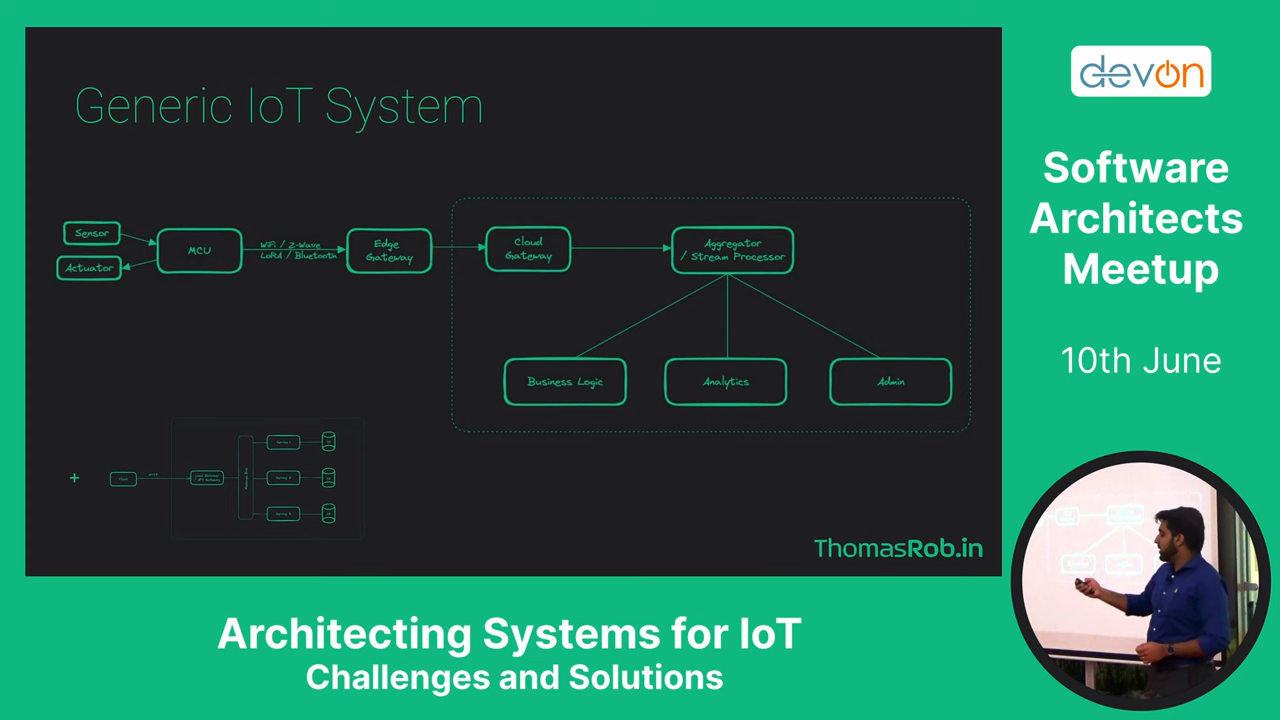 Generic IoT System
Sensor
Actuator
MCU
WiFi / Z-Wave
LoRA / Bluetooth
Edge
Gateway
Cloud
Gateway
Aggregator
/ Stream Processor
Business Logic
Analytics
Admin
+
ThomasRob.in
devon
Software
Architects
Meetup
10th June
Architecting Systems for IoT
Challenges and Solutions